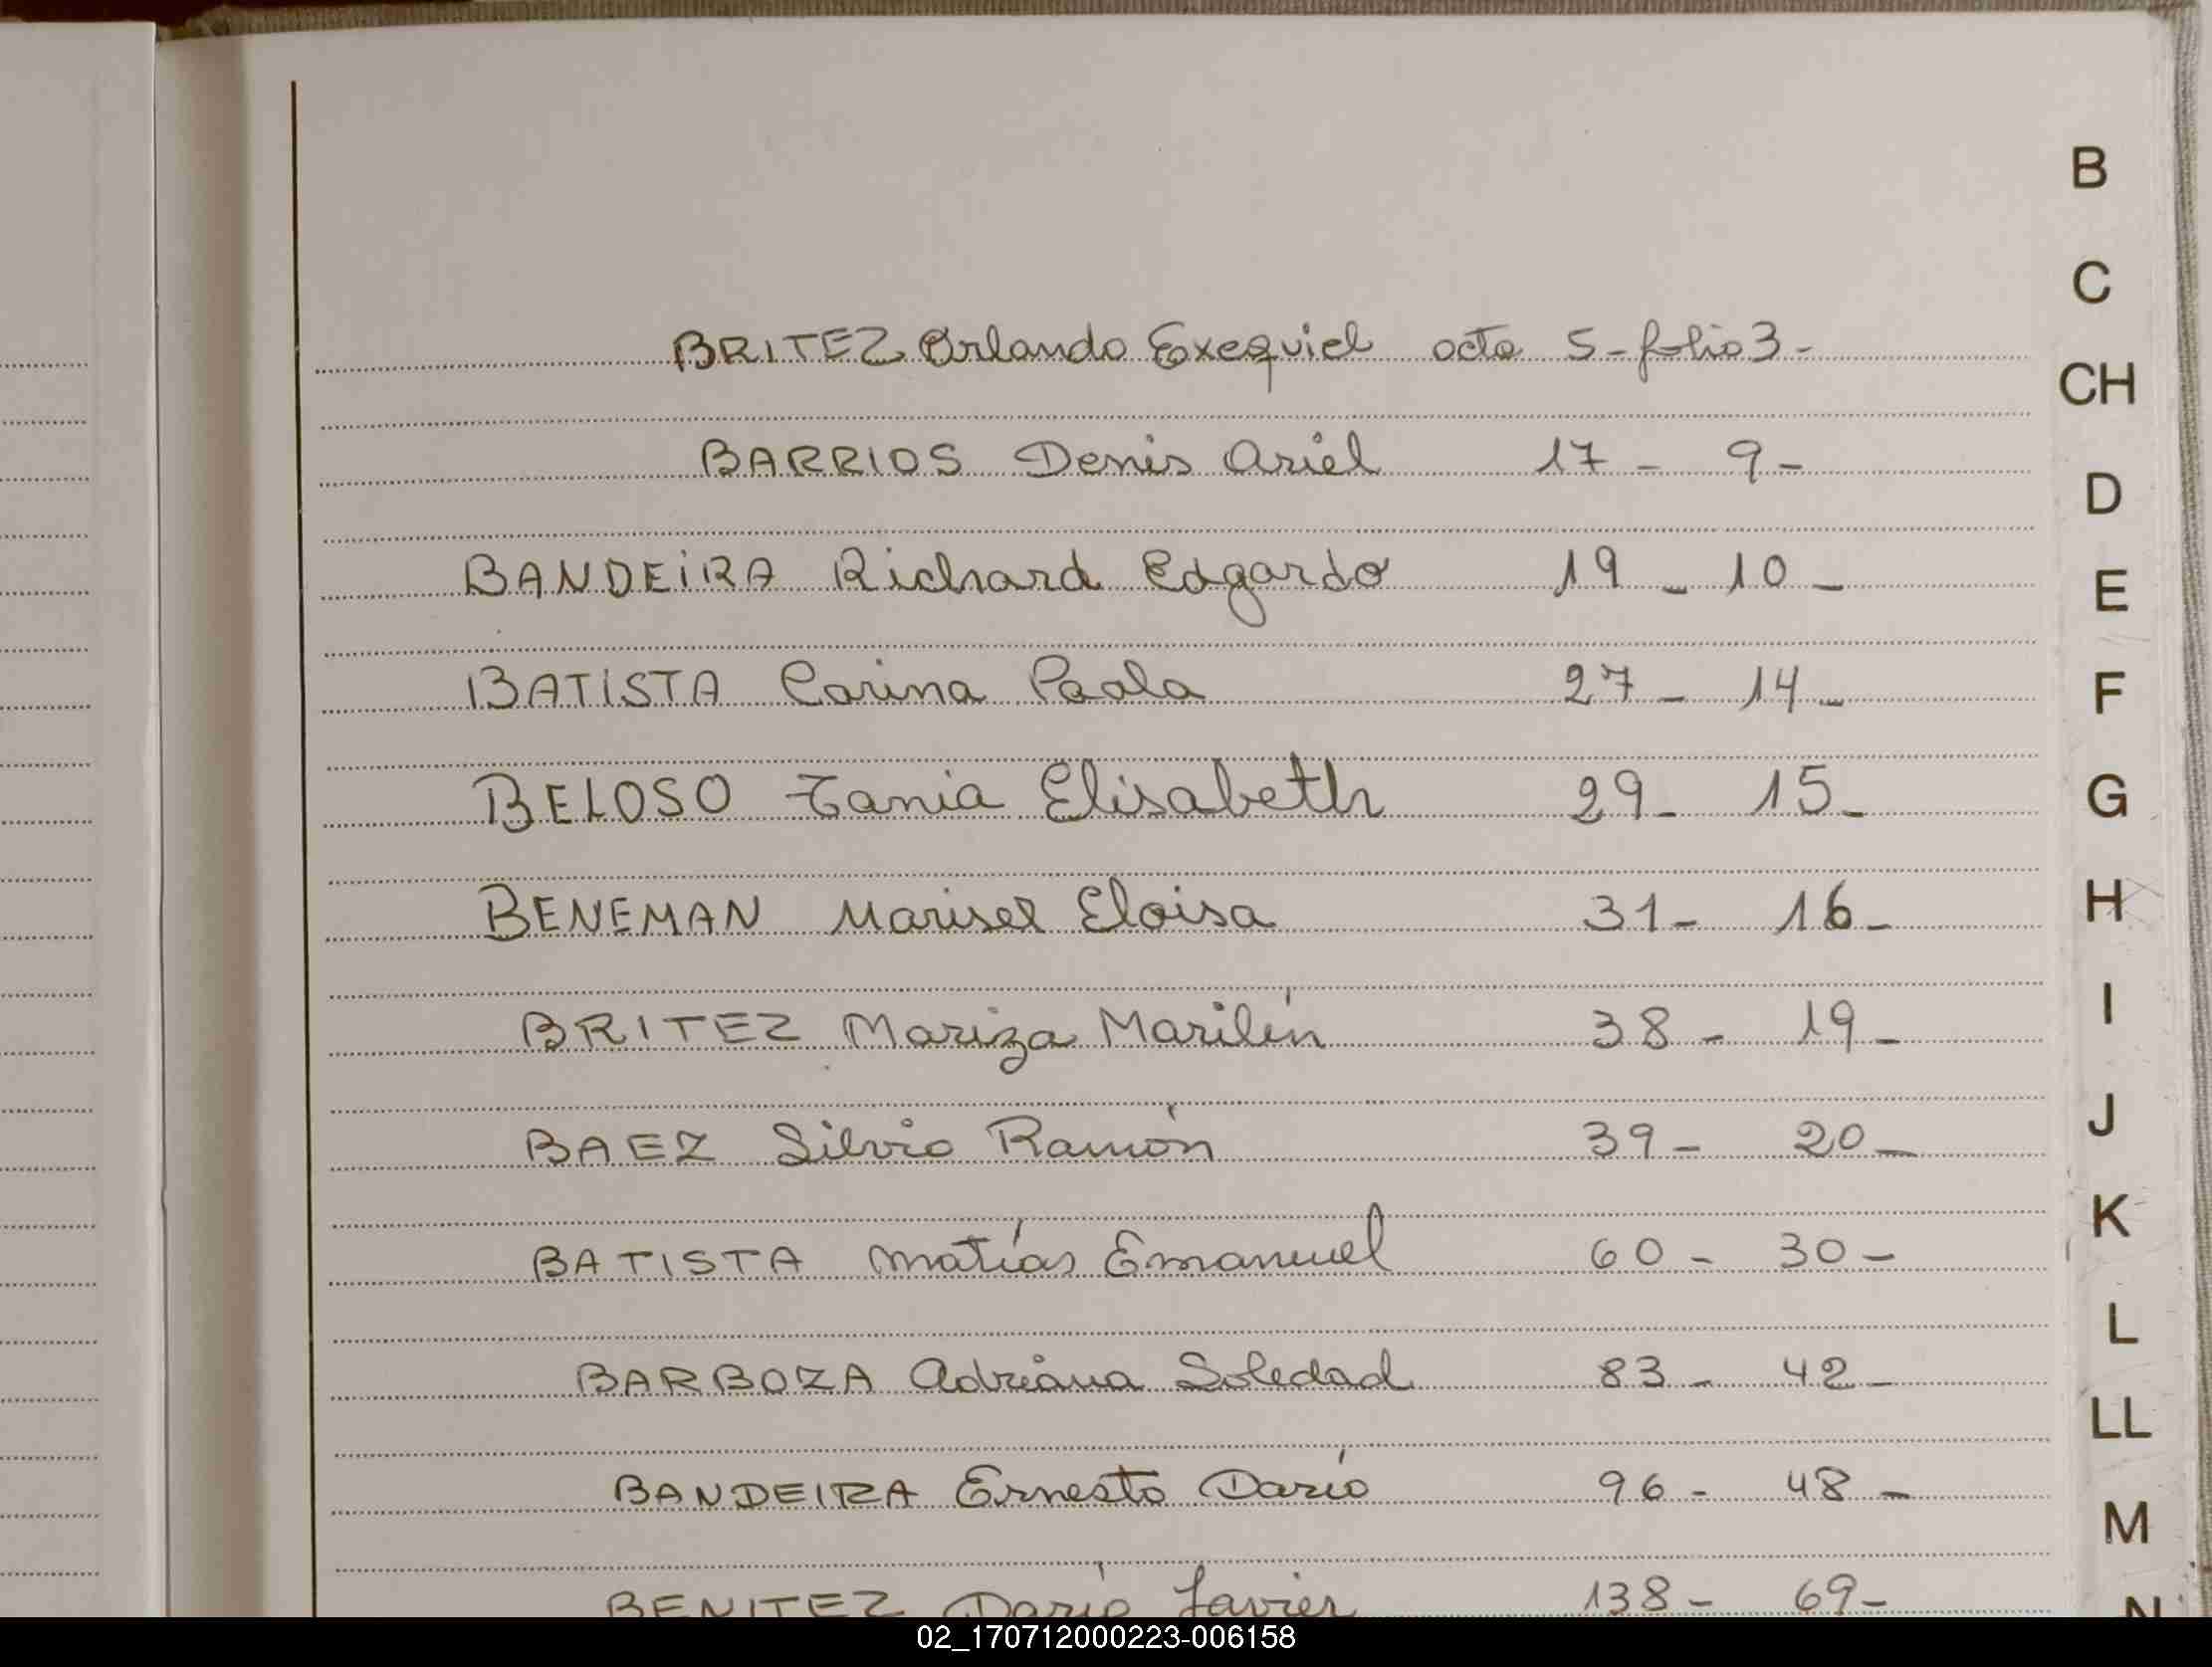 BRITEZ Orlando Exequiel acta 5 - folio 3 -
BARRIOS Denis Ariel 17 - 9 -
BANDEIRA Richard Edgardo 19 - 10 -
BATISTA Carina Paola 27 - 14 -
BELOSO Tania Elisabeth 29 - 15 -
BENEMAN Marisel Eloisa 31 - 16 -
BRITEZ Mariza Marilín 38 - 19 -
BAEZ Silvio Ramón 39 - 20 -
BATISTA Matías Emanuel 60 - 30 -
BARBOZA Adriana Soledad 83 - 42 -
BANDEIRA Ernesto Darío 96 - 48 -
BENITEZ Darío Javier 138 - 69 -
B
C
CH
D
E
F
G
H
I
J
K
L
LL
M
N
02_170712000223-006158